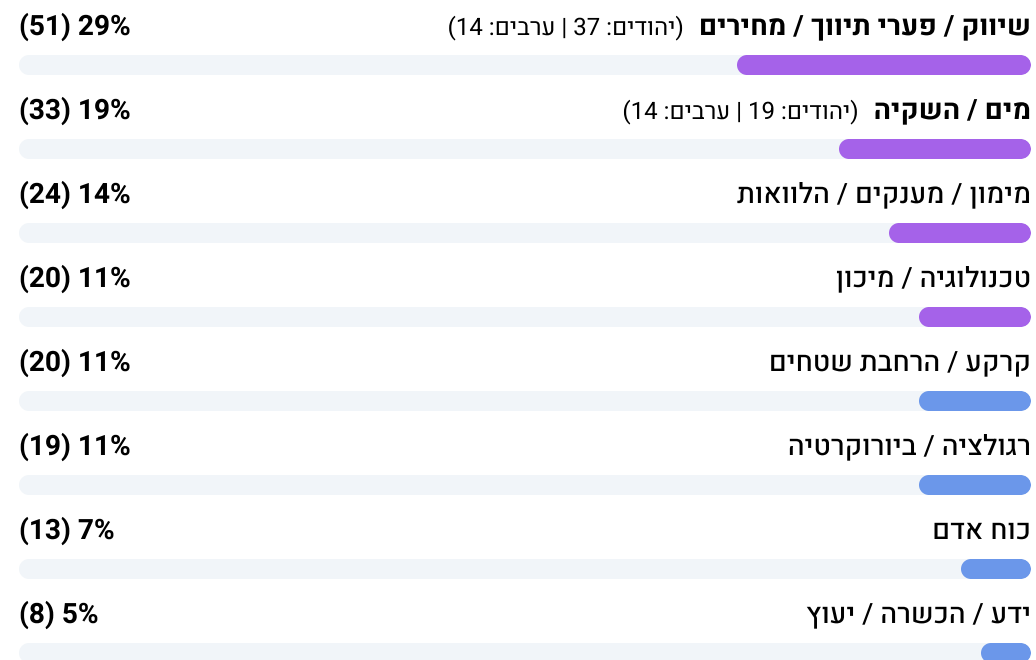 שיווק / פערי תיווך / מחירים (יהודים: 37 | ערבים: 14) 29% (51)
מים / השקיה (יהודים: 19 | ערבים: 14) 19% (33)
מימון / מענקים / הלוואות 14% (24)
טכנולוגיה / מיכון 11% (20)
קרקע / הרחבת שטחים 11% (20)
רגולציה / ביורוקרטיה 11% (19)
כוח אדם 7% (13)
ידע / הכשרה / יעוץ 5% (8)